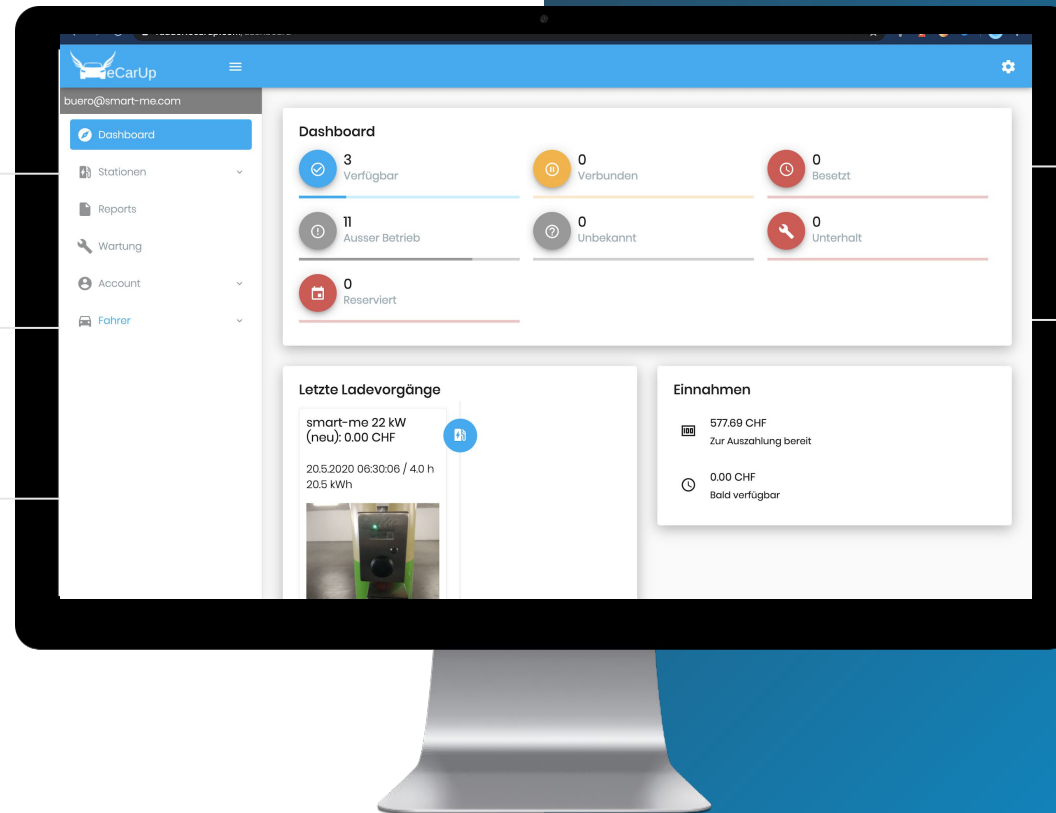 eCarUp
buero@smart-me.com
Dashboard
Stationen
Reports
Wartung
Account
Fahrer
Dashboard
3
Verfügbar
0
Verbunden
0
Besetzt
11
Ausser Betrieb
0
Unbekannt
0
Unterhalt
0
Reserviert
Letzte Ladevorgänge
smart-me 22 kW
(neu): 0.00 CHF
20.5.2020 06:30:06 / 4.0 h
20.5 kWh
Einnahmen
577.69 CHF
Zur Auszahlung bereit
0.00 CHF
Bald verfügbar